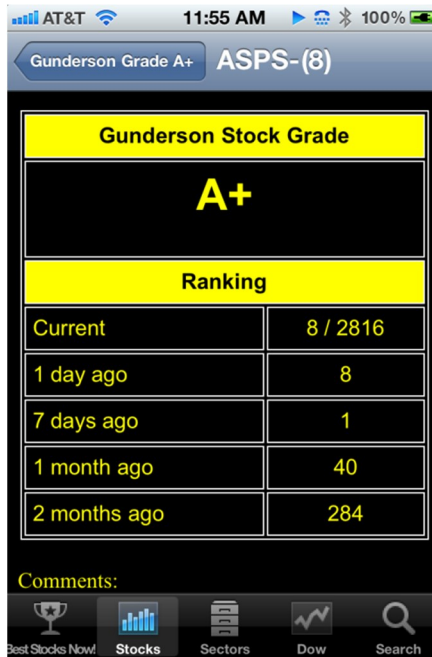 AT&T 11:55 AM 100%
Gunderson Grade A+ ASPS-(8)
Gunderson Stock Grade
A+
Ranking
Current 8 / 2816
1 day ago 8
7 days ago 1
1 month ago 40
2 months ago 284
Comments:
Best Stocks Now! Stocks Sectors Dow Search